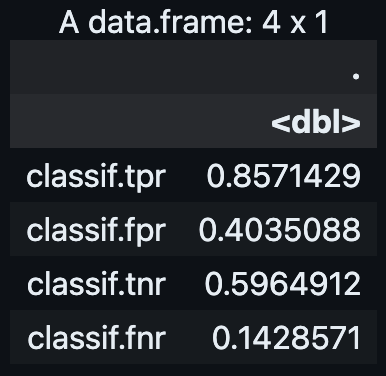 A data.frame: 4 x 1
.
<dbl>
classif.tpr 0.8571429
classif.fpr 0.4035088
classif.tnr 0.5964912
classif.fnr 0.1428571